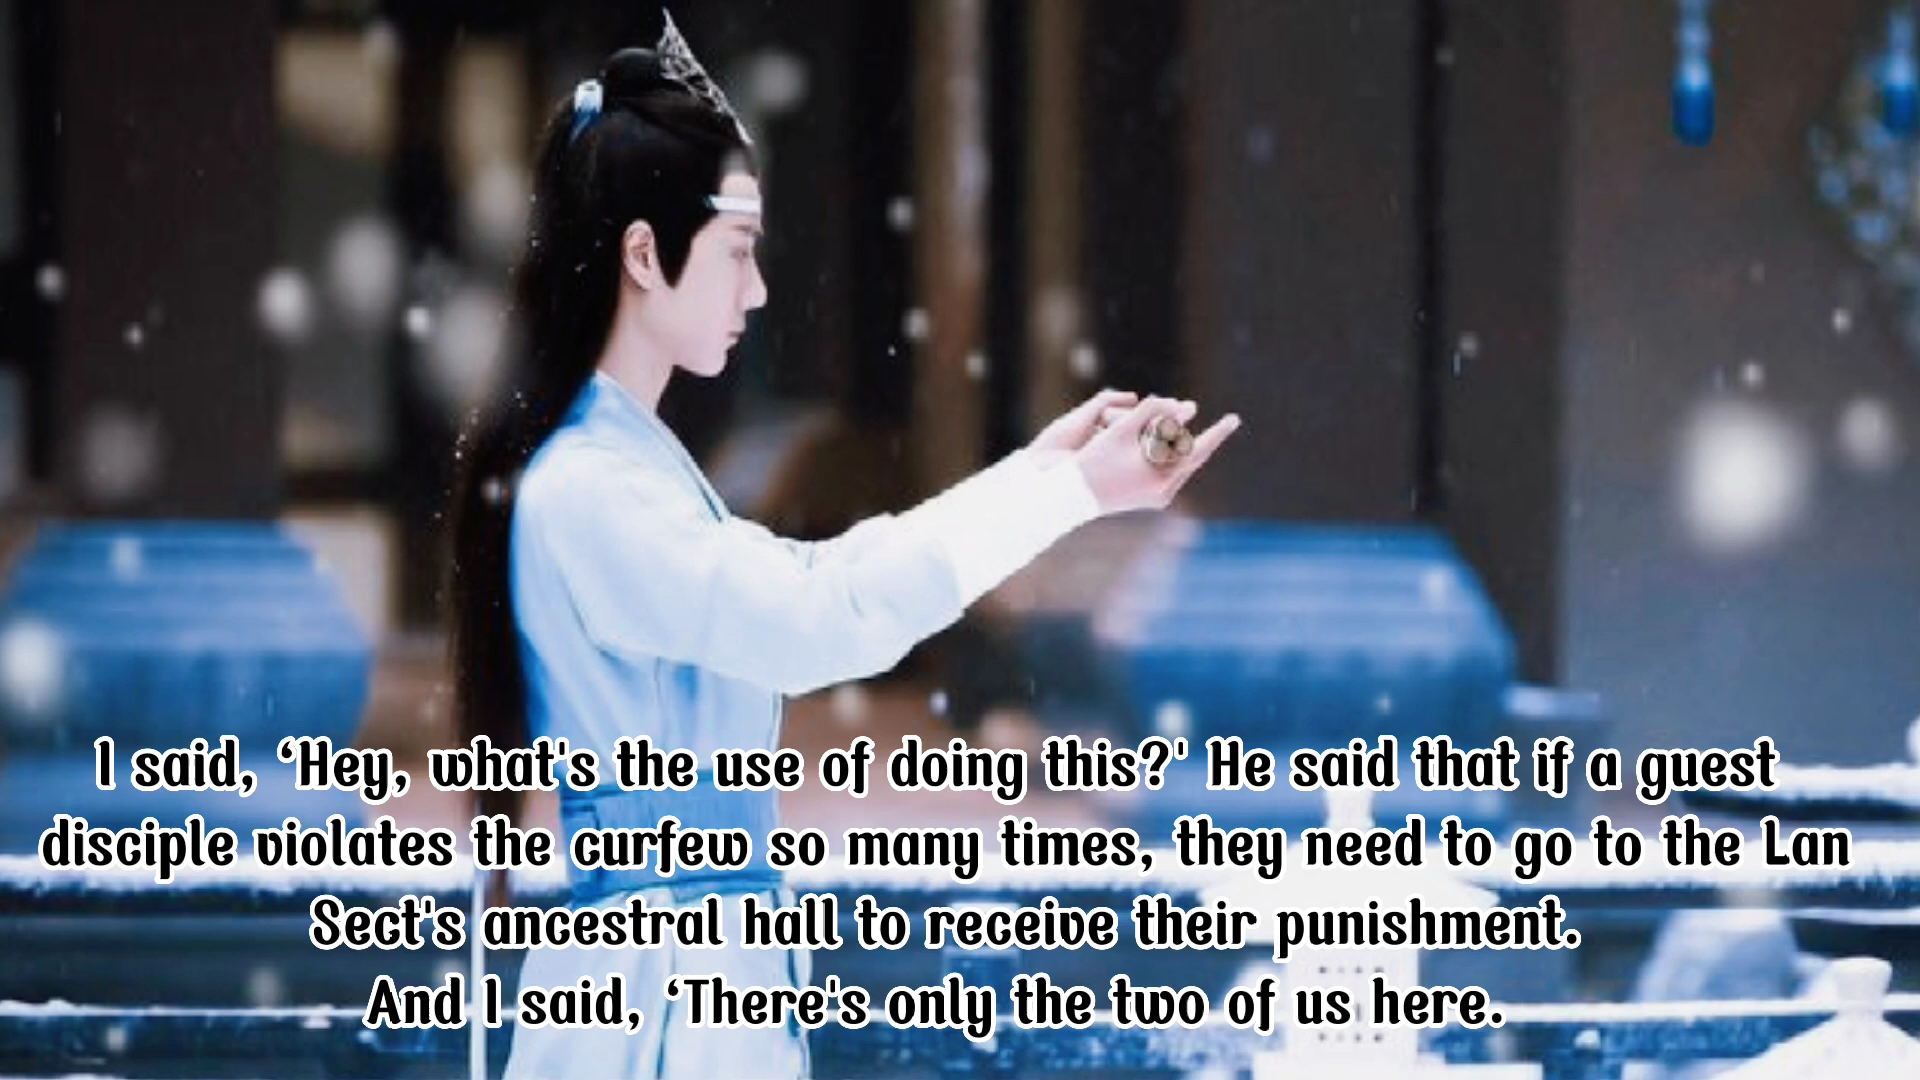 I said, ‘Hey, what's the use of doing this?' He said that if a guest
disciple violates the curfew so many times, they need to go to the Lan
Sect's ancestral hall to receive their punishment.
And I said, ‘There's only the two of us here.